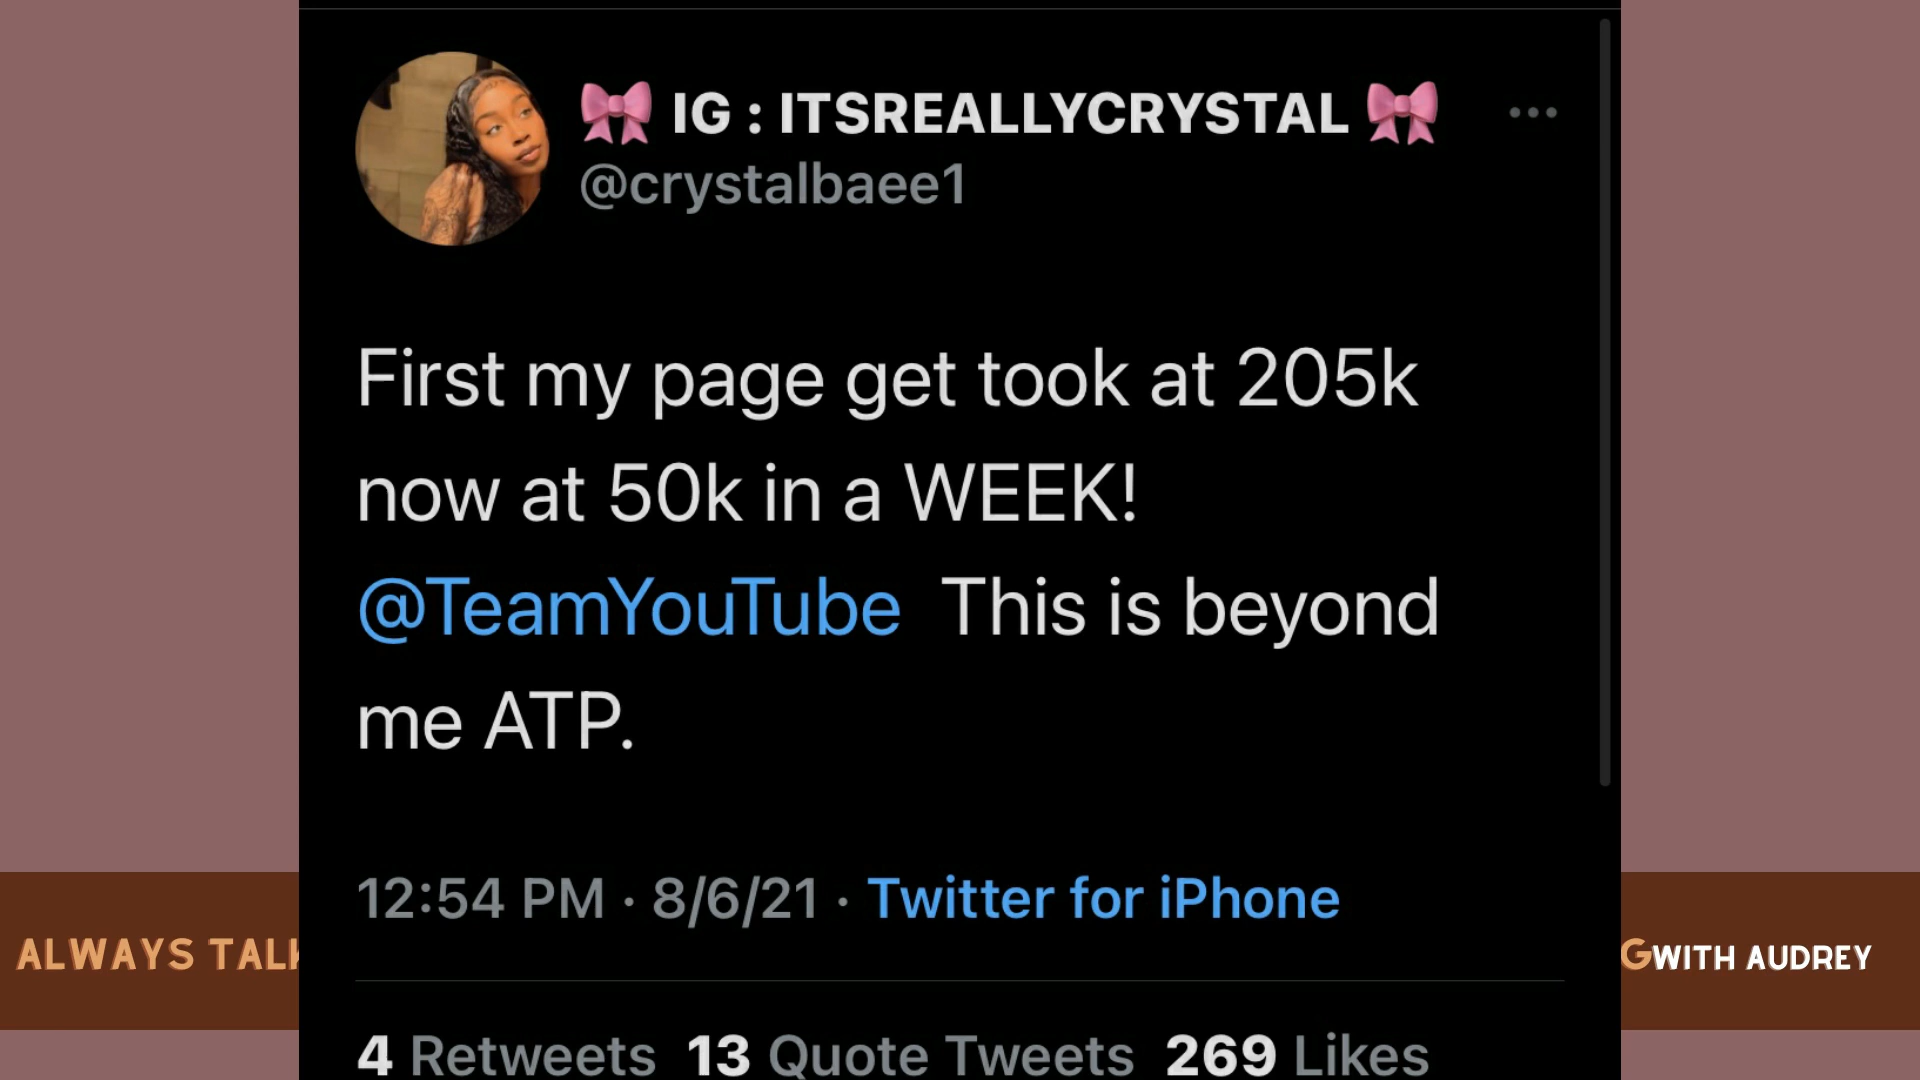 🎀 IG : ITSREALLYCRYSTAL 🎀
@crystalbaee1
First my page get took at 205k
now at 50k in a WEEK!
@TeamYouTube This is beyond
me ATP.
12:54 PM · 8/6/21 · Twitter for iPhone
ALWAYS TALK
G WITH AUDREY
4 Retweets 13 Quote Tweets 269 Likes